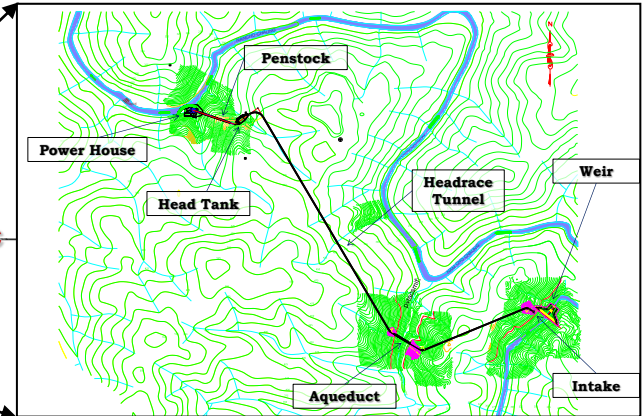 N
Penstock
Power House
Weir
Head Tank
Headrace
Tunnel
Aqueduct
Intake